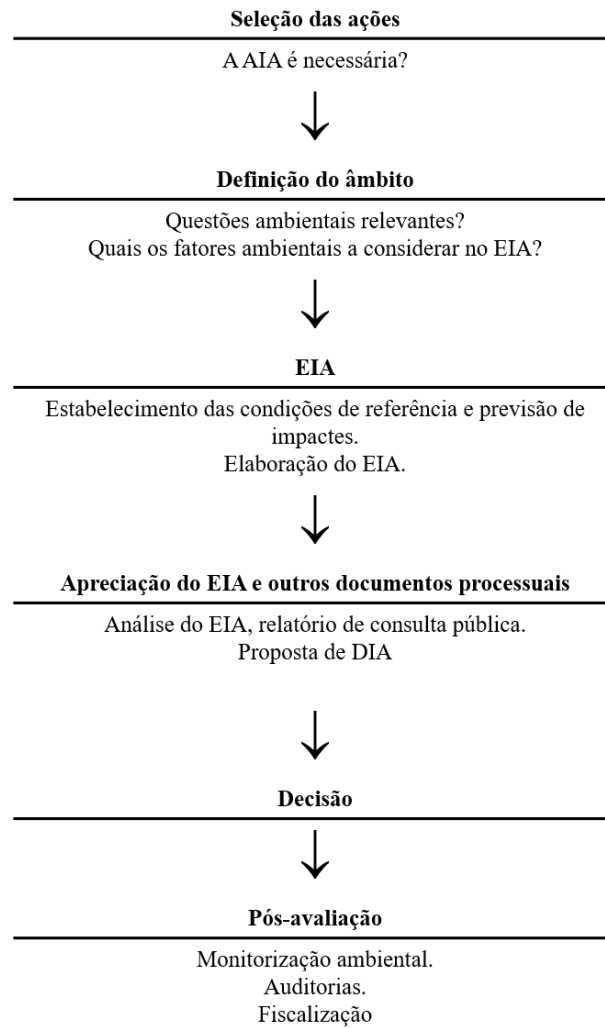 Seleção das ações
A AIA é necessária?
Definição do âmbito
Questões ambientais relevantes?
Quais os fatores ambientais a considerar no EIA?
EIA
Estabelecimento das condições de referência e previsão de
impactes.
Elaboração do EIA.
Apreciação do EIA e outros documentos processuais
Análise do EIA, relatório de consulta pública.
Proposta de DIA
Decisão
Pós-avaliação
Monitorização ambiental.
Auditorias.
Fiscalização